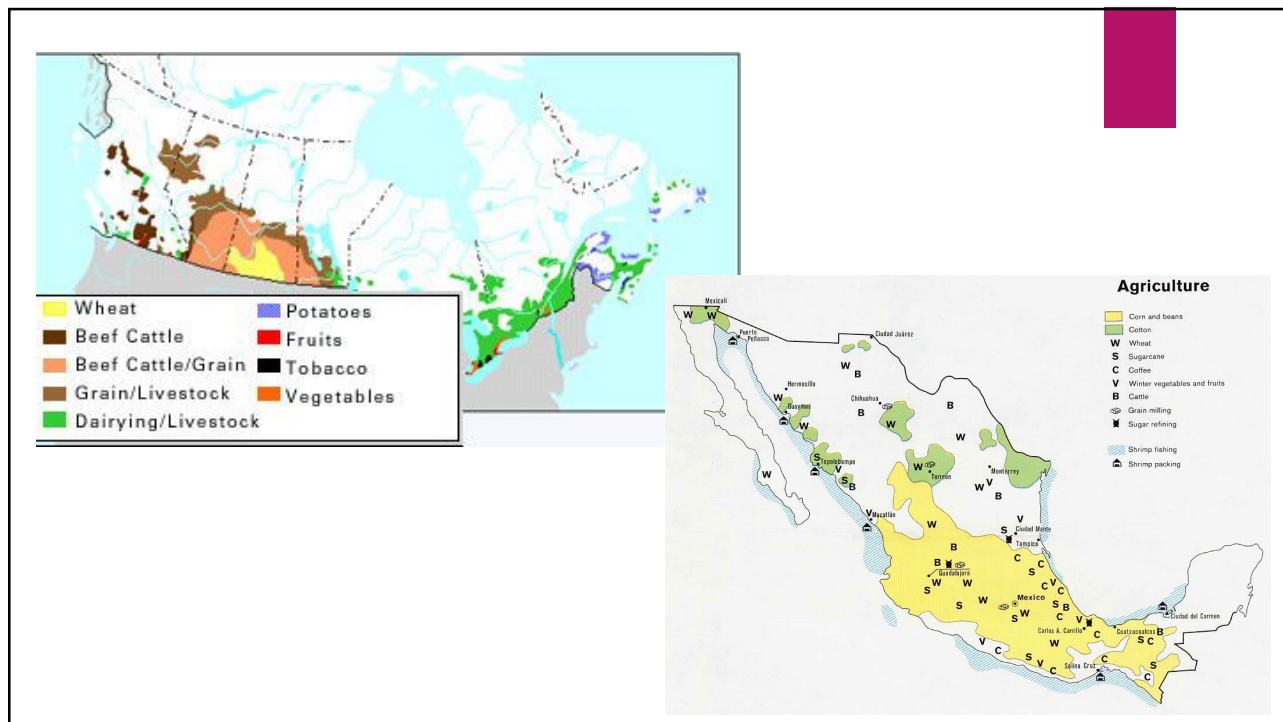 Wheat
Beef Cattle
Beef Cattle/Grain
Grain/Livestock
Dairying/Livestock
Potatoes
Fruits
Tobacco
Vegetables
Agriculture
Corn and beans
Cotton
W Wheat
S Sugarcane
C Coffee
V Winter vegetables and fruits
B Cattle
Grain milling
Sugar refining
Shrimp fishing
Shrimp packing
Mexicali
W W
Puerto
Peñasco
Ciudad Juárez
W
B
Hermosillo
W
Chihuahua
B
B
Guaymas
W
W
W
S
Topolobampo
V
W
Torreón
Monterrey
W
S
B
W
V
B
V
Mazatlán
W
V
S
Ciudad Mante
Tampico
B
C
C
B
S
Guadalajara
W
W
C
V
C
S
W
Mexico
S
W
S
S
B
C
V
Carlos A. Carrillo
C
Coatzacoalcos
B
S C
Ciudad del Carmen
V
C
W
S
V
C
Salina Cruz
C
S
C